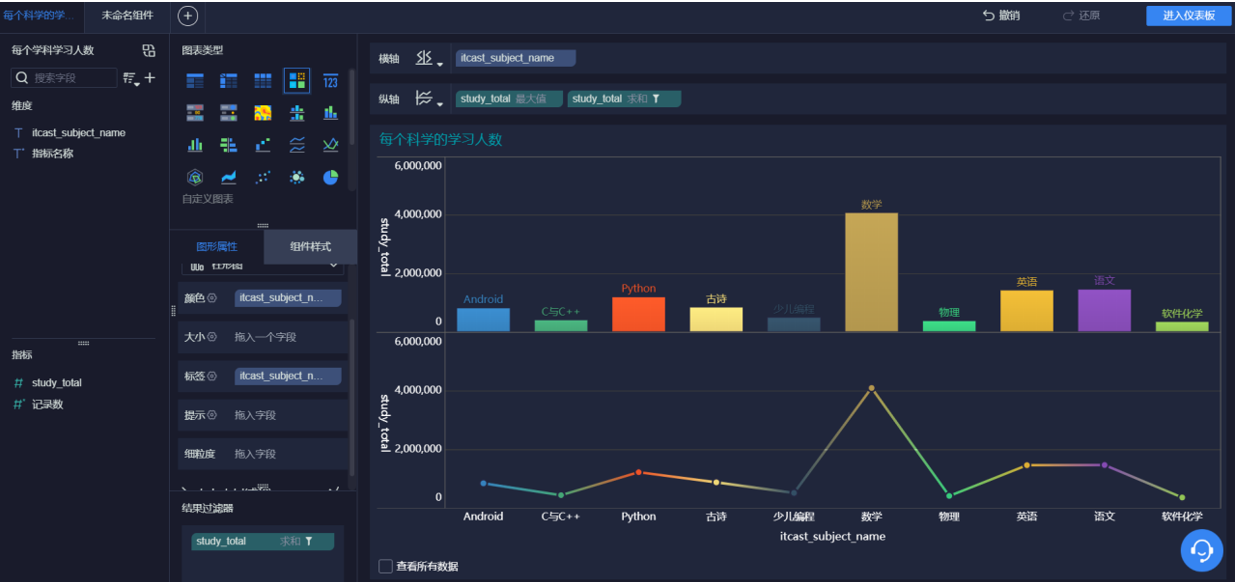 每个科学的学...
未命名组件
撤销
还原
进入仪表板
每个学科学习人数
搜索字段
维度
T itcast_subject_name
T* 指标名称
指标
# study_total
#* 记录数
图表类型
123
自定义图表
图形属性
组件样式
柱形图
颜色
itcast_subject_n...
大小
拖入一个字段
标签
itcast_subject_n...
提示
拖入字段
细粒度
拖入字段
结果过滤器
study_total 求和
横轴
itcast_subject_name
纵轴
study_total 最大值
study_total 求和
每个科学的学习人数
6,000,000
4,000,000
2,000,000
0
study_total
Android
C与C++
Python
古诗
少儿编程
数学
物理
英语
语文
软件化学
6,000,000
4,000,000
2,000,000
0
study_total
Android
C与C++
Python
古诗
少儿编程
数学
物理
英语
语文
软件化学
itcast_subject_name
查看所有数据